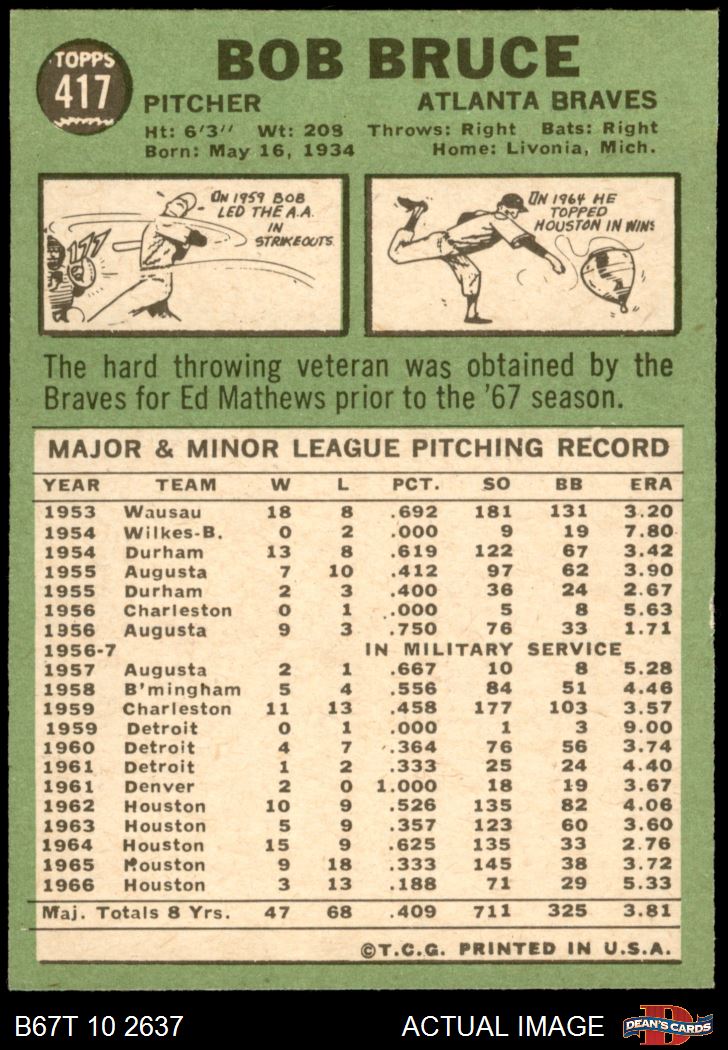 TOPPS
417
BOB BRUCE
PITCHER ATLANTA BRAVES
Ht: 6'3" Wt: 208 Throws: Right Bats: Right
Born: May 16, 1934 Home: Livonia, Mich.
ON 1959 BOB
LED THE A.A.
IN
STRIKEOUTS.
ON 1964 HE
TOPPED
HOUSTON IN WINS
The hard throwing veteran was obtained by the
Braves for Ed Mathews prior to the '67 season.
MAJOR & MINOR LEAGUE PITCHING RECORD
YEAR TEAM W L PCT. SO BB ERA
1953 Wausau 18 8 .692 181 131 3.20
1954 Wilkes-B. 0 2 .000 9 19 7.80
1954 Durham 13 8 .619 122 67 3.42
1955 Augusta 7 10 .412 97 62 3.90
1955 Durham 2 3 .400 36 24 2.67
1956 Charleston 0 1 .000 5 8 5.63
1956 Augusta 9 3 .750 76 33 1.71
1956-7 IN MILITARY SERVICE
1957 Augusta 2 1 .667 10 8 5.28
1958 B'mingham 5 4 .556 84 51 4.46
1959 Charleston 11 13 .458 177 103 3.57
1959 Detroit 0 1 .000 1 3 9.00
1960 Detroit 4 7 .364 76 56 3.74
1961 Detroit 1 2 .333 25 24 4.40
1961 Denver 2 0 1.000 18 19 3.67
1962 Houston 10 9 .526 135 82 4.06
1963 Houston 5 9 .357 123 60 3.60
1964 Houston 15 9 .625 135 33 2.76
1965 Houston 9 18 .333 145 38 3.72
1966 Houston 3 13 .188 71 29 5.33
Maj. Totals 8 Yrs. 47 68 .409 711 325 3.81
©T.C.G. PRINTED IN U.S.A.
B67T 10 2637 ACTUAL IMAGE DEAN'S CARDS